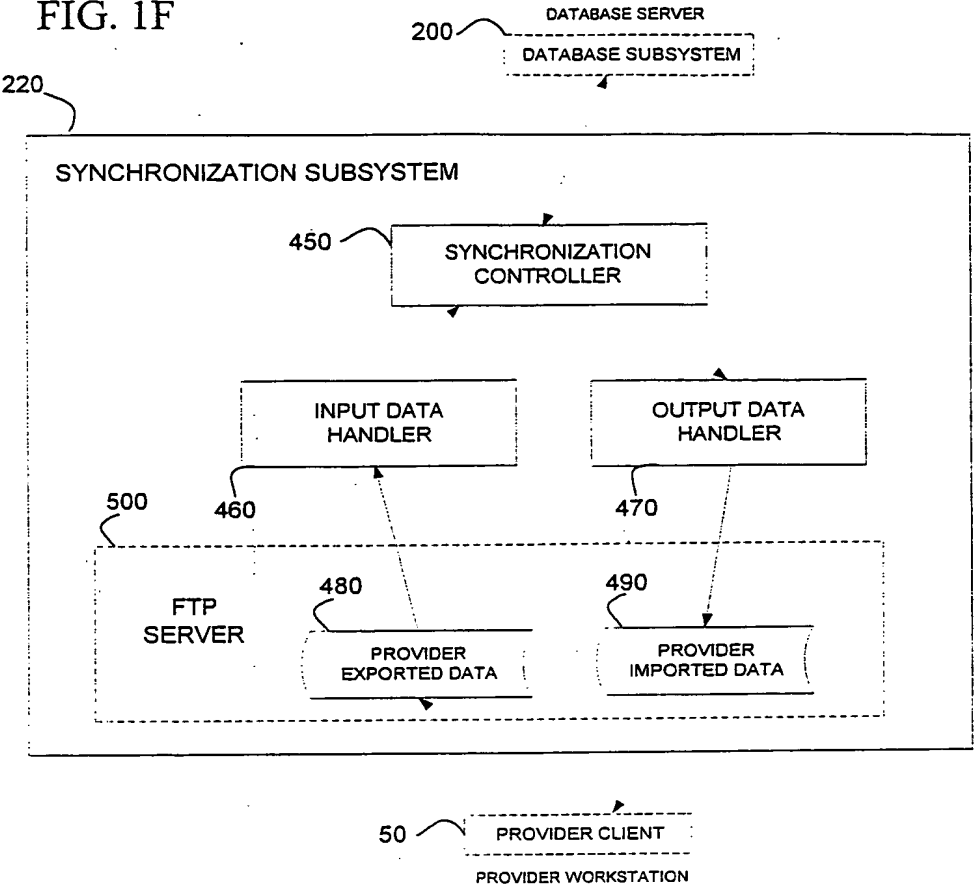 FIG. 1F
DATABASE SERVER
200
DATABASE SUBSYSTEM
220
SYNCHRONIZATION SUBSYSTEM
450
SYNCHRONIZATION
CONTROLLER
INPUT DATA
HANDLER
OUTPUT DATA
HANDLER
460
470
500
FTP
SERVER
480
PROVIDER
EXPORTED DATA
490
PROVIDER
IMPORTED DATA
50
PROVIDER CLIENT
PROVIDER WORKSTATION